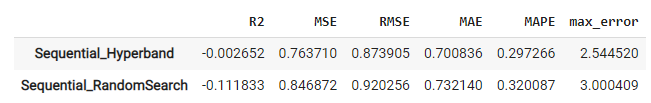 R2 MSE RMSE MAE MAPE max_error
Sequential_Hyperband -0.002652 0.763710 0.873905 0.700836 0.297266 2.544520
Sequential_RandomSearch -0.111833 0.846872 0.920256 0.732140 0.320087 3.000409